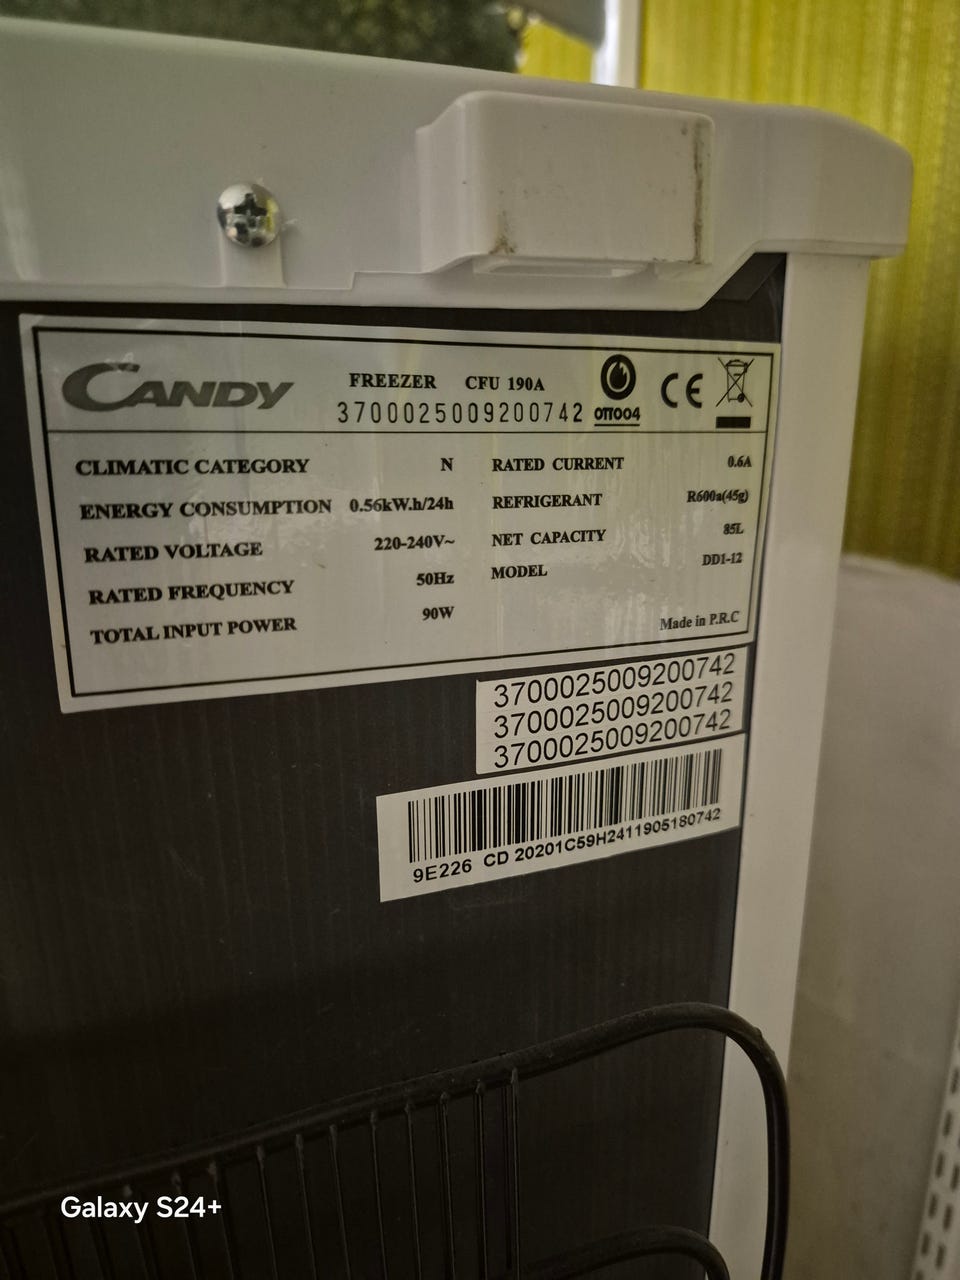 CANDY
FREEZER CFU 190A
3700025009200742
OTTO04
CE
CLIMATIC CATEGORY N
ENERGY CONSUMPTION 0.56kW.h/24h
RATED VOLTAGE 220-240V~
RATED FREQUENCY 50Hz
TOTAL INPUT POWER 90W
RATED CURRENT 0.6A
REFRIGERANT R600a(45g)
NET CAPACITY 85L
MODEL DD1-12
Made in P.R.C
3700025009200742
3700025009200742
3700025009200742
9E226 CD 20201C59H2411905180742
Galaxy S24+